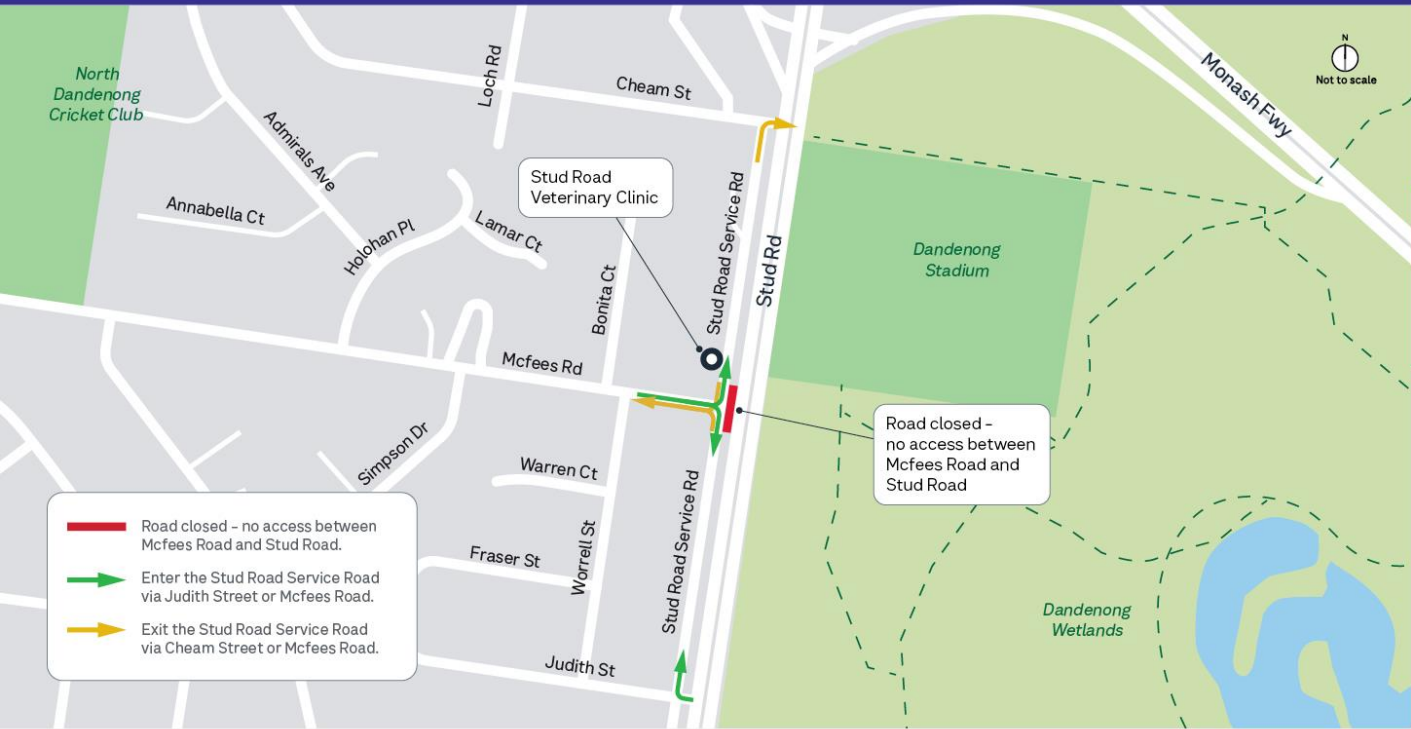 North
Dandenong
Cricket Club
Loch Rd
Cheam St
Monash Fwy
N
Not to scale
Admirals Ave
Annabella Ct
Holohan Pl
Lamar Ct
Stud Road
Veterinary Clinic
Stud Road Service Rd
Stud Rd
Dandenong
Stadium
Bonita Ct
Mcfees Rd
Simpson Dr
Warren Ct
Fraser St
Worrell St
Stud Road Service Rd
Judith St
Road closed –
no access between
Mcfees Road and
Stud Road
Dandenong
Wetlands
Road closed – no access between
Mcfees Road and Stud Road.
Enter the Stud Road Service Road
via Judith Street or Mcfees Road.
Exit the Stud Road Service Road
via Cheam Street or Mcfees Road.